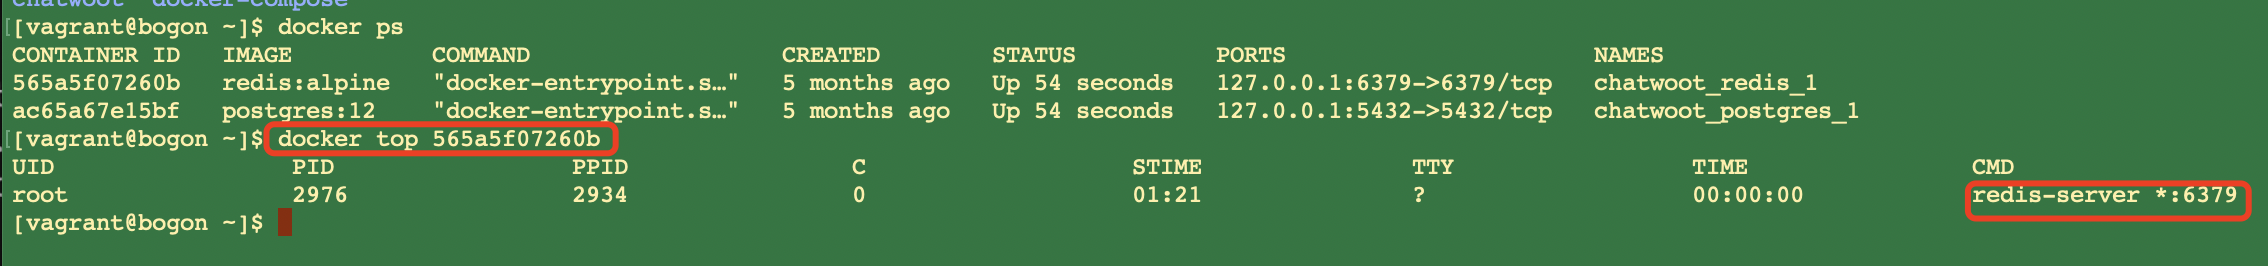 chatwoot docker-compose
[[vagrant@bogon ~]$ docker ps
CONTAINER ID IMAGE COMMAND CREATED STATUS PORTS NAMES
565a5f07260b redis:alpine "docker-entrypoint.s…" 5 months ago Up 54 seconds 127.0.0.1:6379->6379/tcp chatwoot_redis_1
ac65a67e15bf postgres:12 "docker-entrypoint.s…" 5 months ago Up 54 seconds 127.0.0.1:5432->5432/tcp chatwoot_postgres_1
[[vagrant@bogon ~]$ docker top 565a5f07260b
UID PID PPID C STIME TTY TIME CMD
root 2976 2934 0 01:21 ? 00:00:00 redis-server *:6379
[vagrant@bogon ~]$